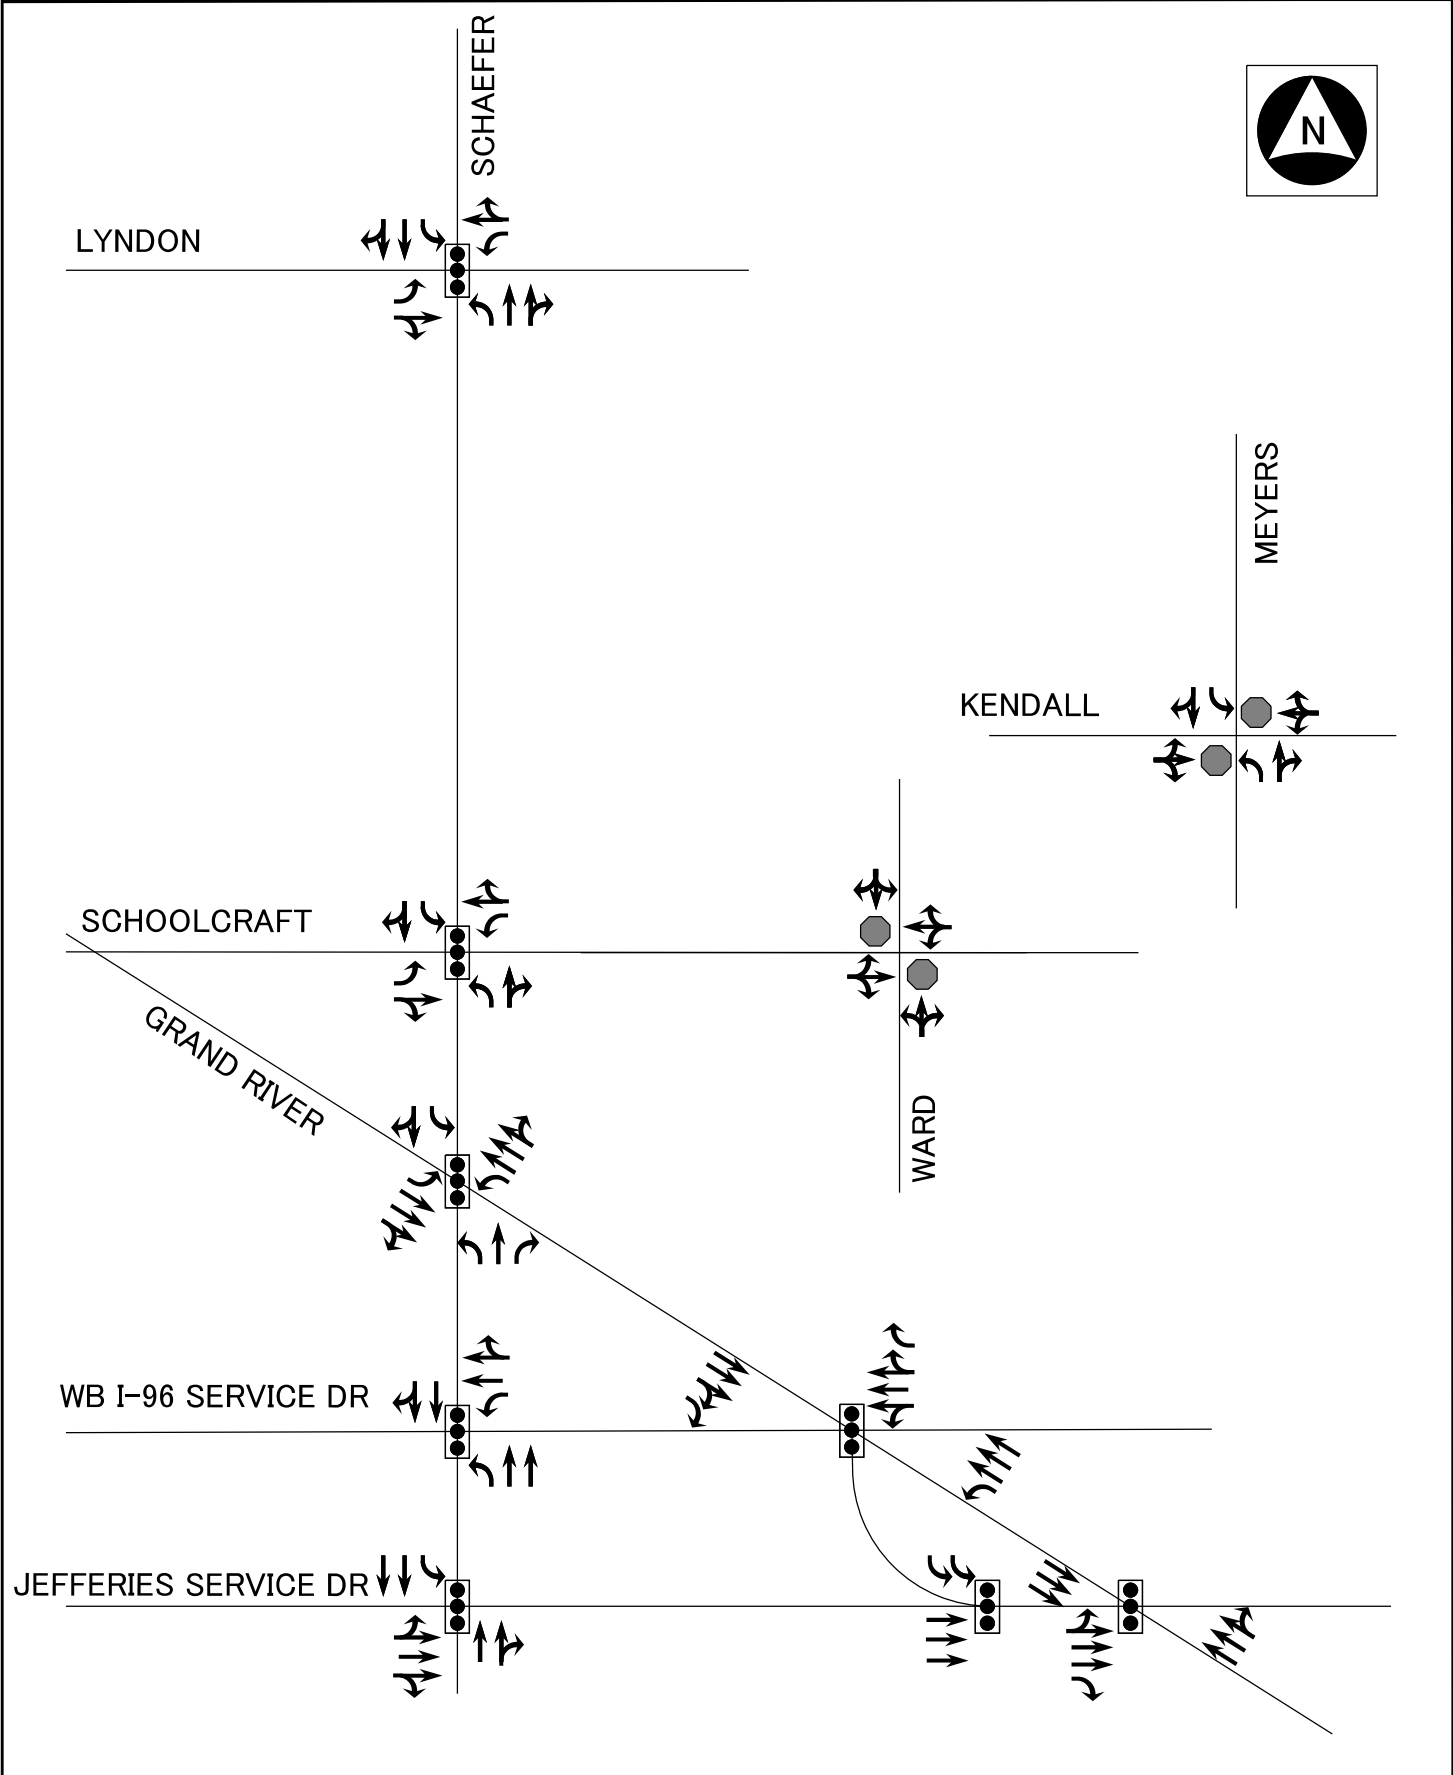 SCHAEFER
N
LYNDON
MEYERS
KENDALL
SCHOOLCRAFT
GRAND RIVER
WARD
WB I-96 SERVICE DR
JEFFERIES SERVICE DR